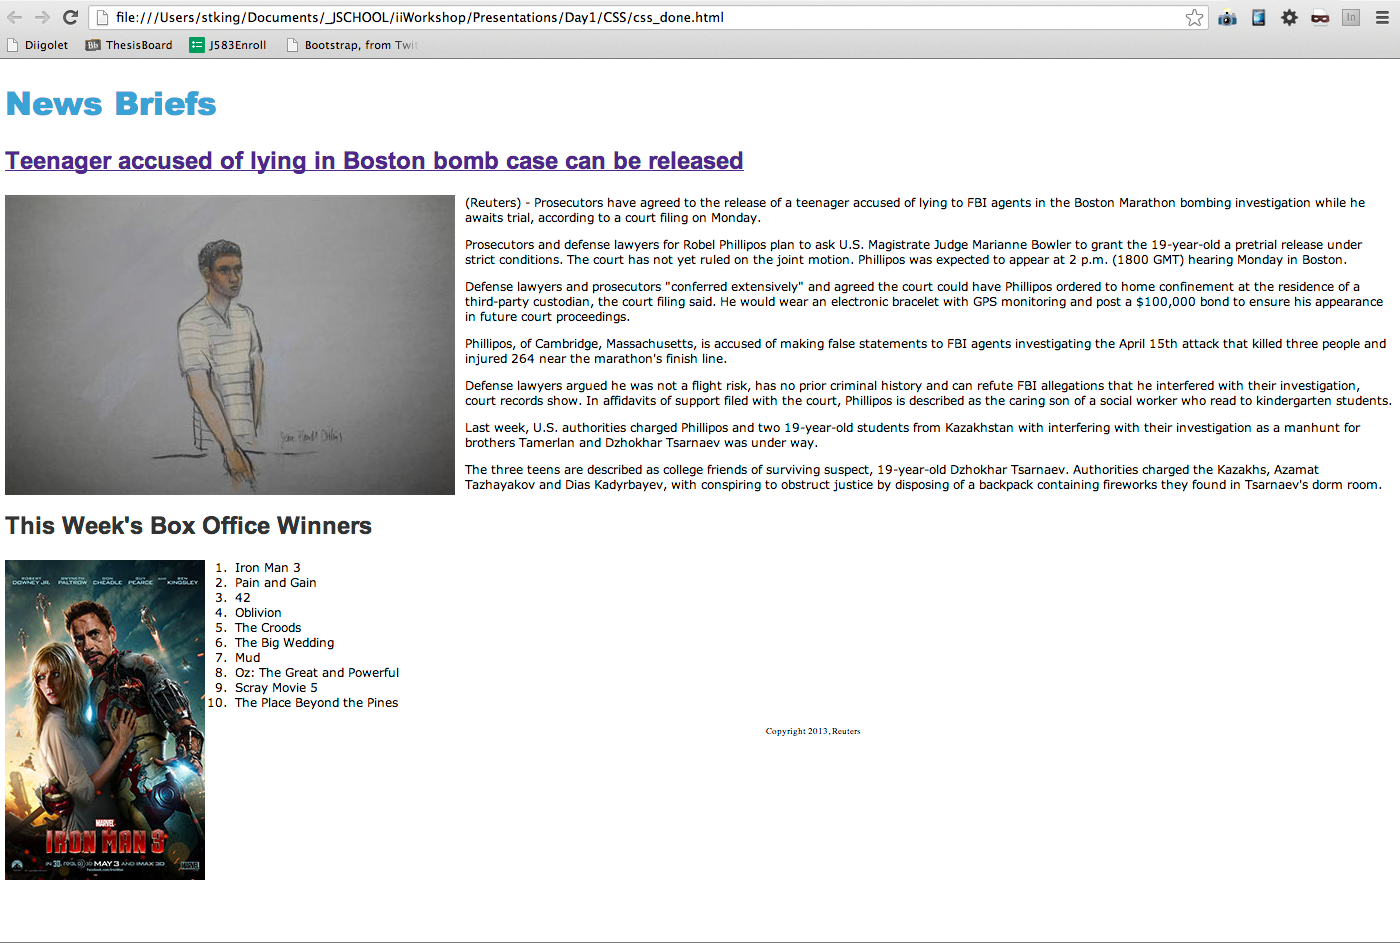 file:///Users/stking/Documents/_JSCHOOL/iiWorkshop/Presentations/Day1/CSS/css_done.html
Diigolet Bb ThesisBoard J583Enroll Bootstrap, from Twit
News Briefs
Teenager accused of lying in Boston bomb case can be released
(Reuters) - Prosecutors have agreed to the release of a teenager accused of lying to FBI agents in the Boston Marathon bombing investigation while he
awaits trial, according to a court filing on Monday.
Prosecutors and defense lawyers for Robel Phillipos plan to ask U.S. Magistrate Judge Marianne Bowler to grant the 19-year-old a pretrial release under
strict conditions. The court has not yet ruled on the joint motion. Phillipos was expected to appear at 2 p.m. (1800 GMT) hearing Monday in Boston.
Defense lawyers and prosecutors "conferred extensively" and agreed the court could have Phillipos ordered to home confinement at the residence of a
third-party custodian, the court filing said. He would wear an electronic bracelet with GPS monitoring and post a $100,000 bond to ensure his appearance
in future court proceedings.
Phillipos, of Cambridge, Massachusetts, is accused of making false statements to FBI agents investigating the April 15th attack that killed three people and
injured 264 near the marathon's finish line.
Defense lawyers argued he was not a flight risk, has no prior criminal history and can refute FBI allegations that he interfered with their investigation,
court records show. In affidavits of support filed with the court, Phillipos is described as the caring son of a social worker who read to kindergarten students.
Last week, U.S. authorities charged Phillipos and two 19-year-old students from Kazakhstan with interfering with their investigation as a manhunt for
brothers Tamerlan and Dzhokhar Tsarnaev was under way.
The three teens are described as college friends of surviving suspect, 19-year-old Dzhokhar Tsarnaev. Authorities charged the Kazakhs, Azamat
Tazhayakov and Dias Kadyrbayev, with conspiring to obstruct justice by disposing of a backpack containing fireworks they found in Tsarnaev's dorm room.
This Week's Box Office Winners
ROBERT DOWNEY JR. GWYNETH PALTROW DON CHEADLE GUY PEARCE AND BEN KINGSLEY
MARVEL
IRON MAN 3
IN 3D, REAL D 3D MAY 3 AND IMAX 3D
1. Iron Man 3
2. Pain and Gain
3. 42
4. Oblivion
5. The Croods
6. The Big Wedding
7. Mud
8. Oz: The Great and Powerful
9. Scray Movie 5
10. The Place Beyond the Pines
Copyright 2013, Reuters